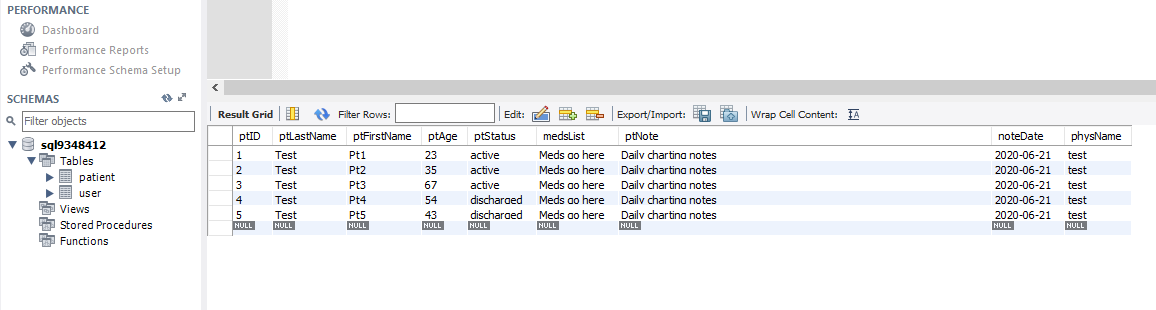 PERFORMANCE
Dashboard
Performance Reports
Performance Schema Setup
SCHEMAS
Filter objects
sql9348412
Tables
patient
user
Views
Stored Procedures
Functions
Result Grid Filter Rows: Edit: Export/Import: Wrap Cell Content:
ptID ptLastName ptFirstName ptAge ptStatus medsList ptNote noteDate physName
1 Test Pt1 23 active Meds go here Daily charting notes 2020-06-21 test
2 Test Pt2 35 active Meds go here Daily charting notes 2020-06-21 test
3 Test Pt3 67 active Meds go here Daily charting notes 2020-06-21 test
4 Test Pt4 54 discharged Meds go here Daily charting notes 2020-06-21 test
5 Test Pt5 43 discharged Meds go here Daily charting notes 2020-06-21 test
NULL NULL NULL NULL NULL NULL NULL NULL NULL